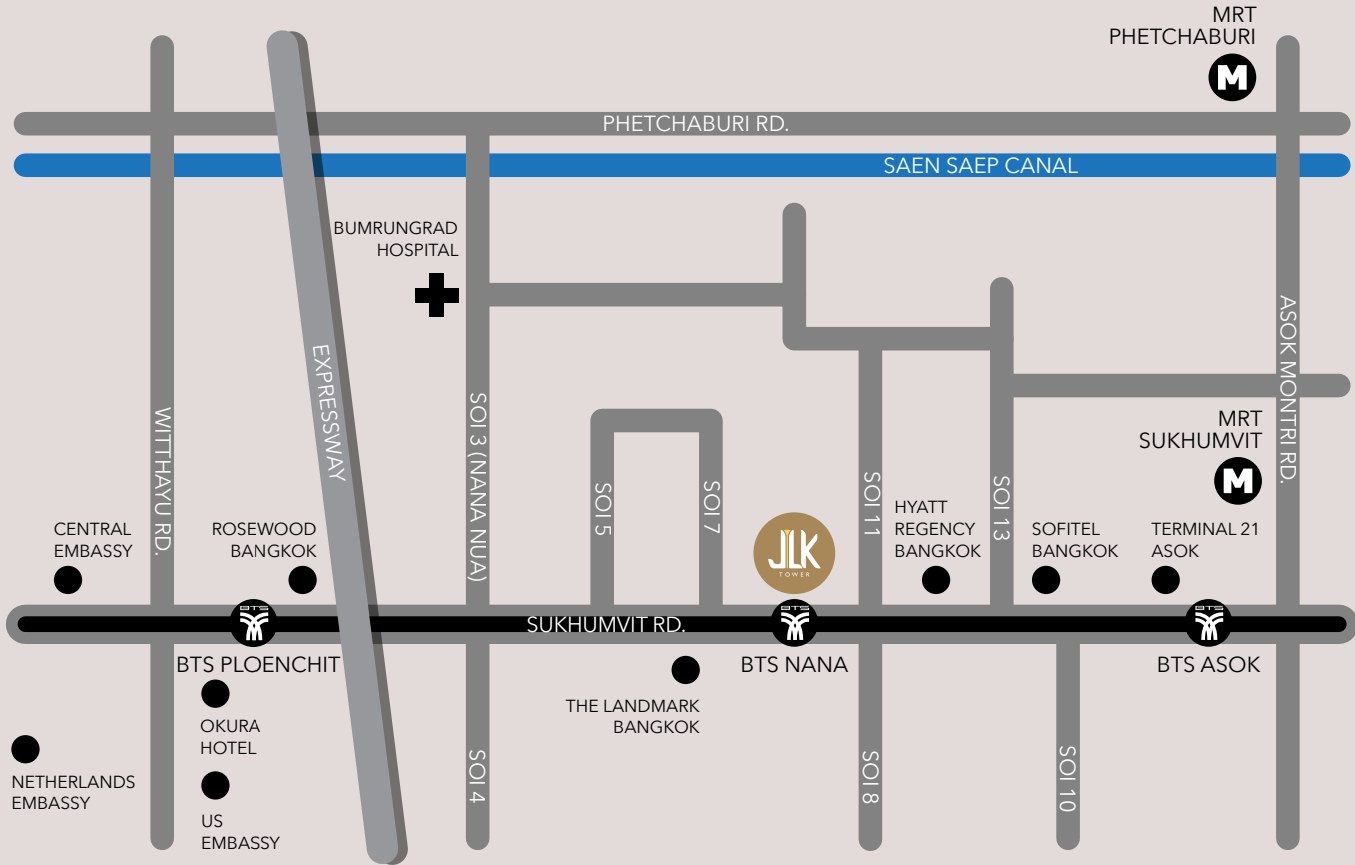 MRT
PHETCHABURI
M
PHETCHABURI RD.
SAEN SAEP CANAL
BUMRUNGRAD
HOSPITAL
EXPRESSWAY
WITTHAYU RD.
SOI 3 (NANA NUA)
ASOK MONTRI RD.
MRT
SUKHUMVIT
M
SOI 5
SOI 7
SOI 11
SOI 13
CENTRAL
EMBASSY
ROSEWOOD
BANGKOK
JLK
TOWER
HYATT
REGENCY
BANGKOK
SOFITEL
BANGKOK
TERMINAL 21
ASOK
BTS
BTS
BTS
SUKHUMVIT RD.
BTS PLOENCHIT
BTS NANA
BTS ASOK
THE LANDMARK
BANGKOK
OKURA
HOTEL
NETHERLANDS
EMBASSY
US
EMBASSY
SOI 4
SOI 8
SOI 10